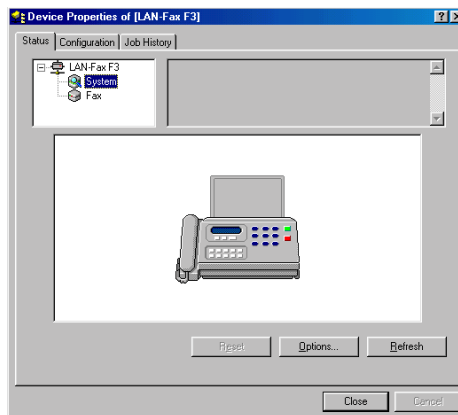 Device Properties of [LAN-Fax F3]
Status Configuration Job History
LAN-Fax F3
System
Fax
Reset Options... Refresh
Close Cancel